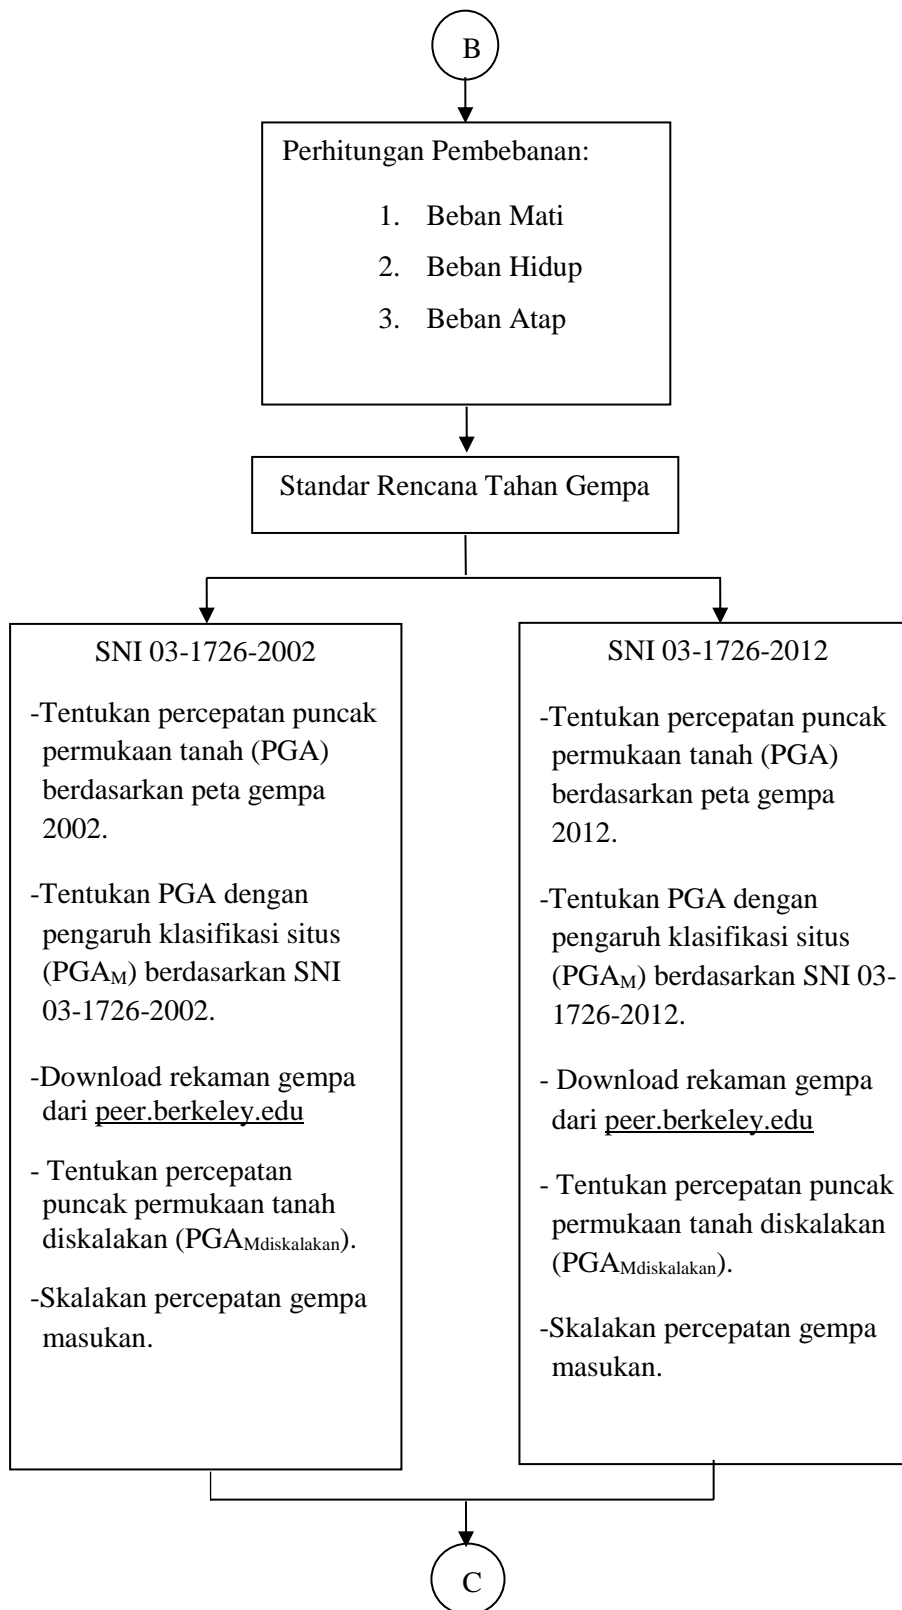 B
Perhitungan Pembebanan:
1. Beban Mati
2. Beban Hidup
3. Beban Atap
Standar Rencana Tahan Gempa
SNI 03-1726-2002
-Tentukan percepatan puncak
permukaan tanah (PGA)
berdasarkan peta gempa
2002.
-Tentukan PGA dengan
pengaruh klasifikasi situs
(PGAM) berdasarkan SNI
03-1726-2002.
-Download rekaman gempa
dari peer.berkeley.edu
- Tentukan percepatan
puncak permukaan tanah
diskalakan (PGAMdiskalakan).
-Skalakan percepatan gempa
masukan.
SNI 03-1726-2012
-Tentukan percepatan puncak
permukaan tanah (PGA)
berdasarkan peta gempa
2012.
-Tentukan PGA dengan
pengaruh klasifikasi situs
(PGAM) berdasarkan SNI 03-
1726-2012.
- Download rekaman gempa
dari peer.berkeley.edu
- Tentukan percepatan puncak
permukaan tanah diskalakan
(PGAMdiskalakan).
-Skalakan percepatan gempa
masukan.
C